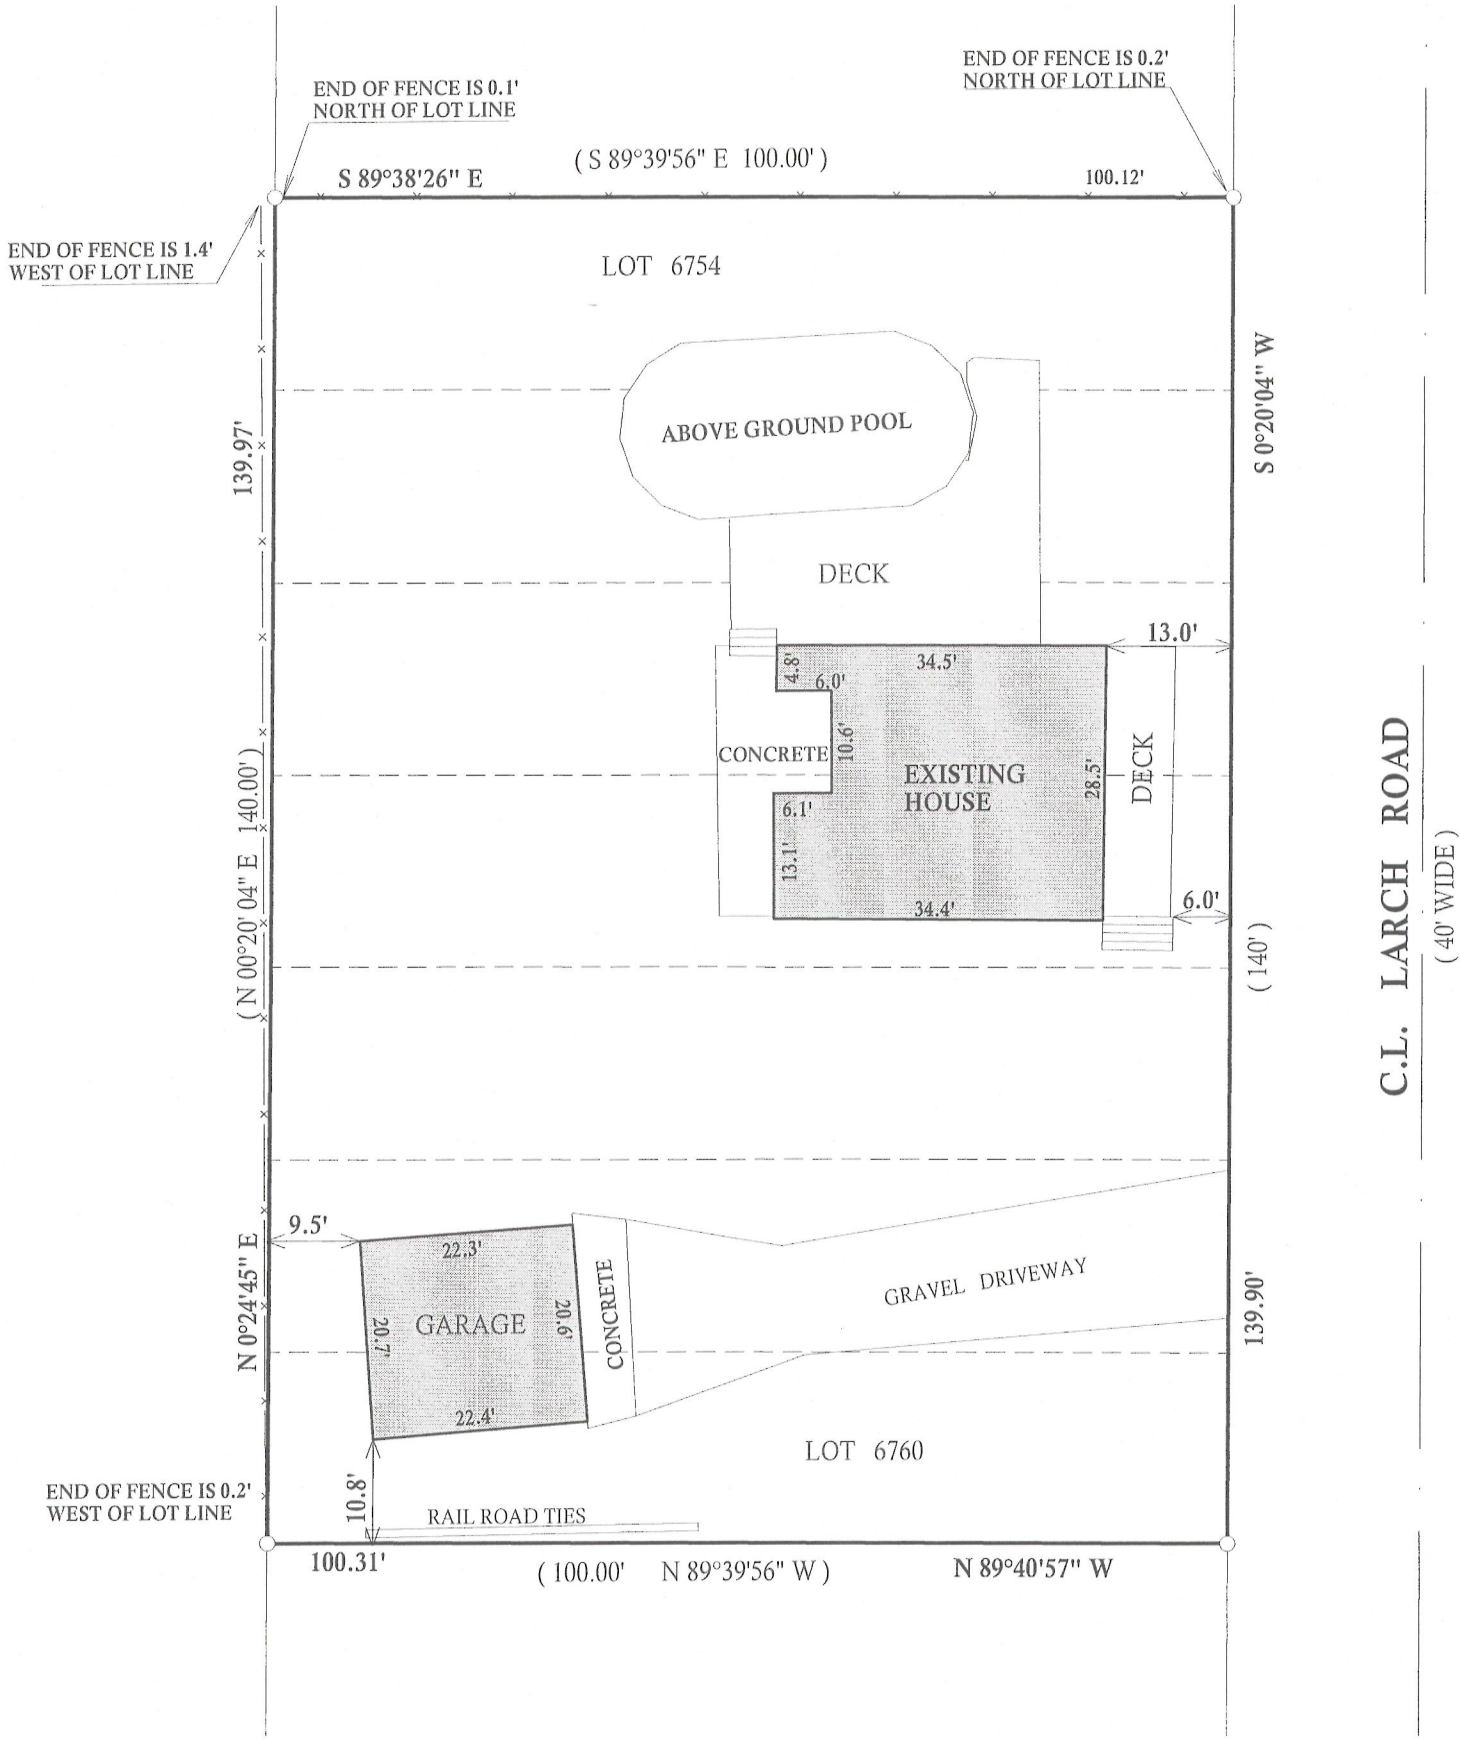 END OF FENCE IS 0.2'
NORTH OF LOT LINE
END OF FENCE IS 0.1'
NORTH OF LOT LINE
( S 89°39'56" E 100.00' )
S 89°38'26" E
100.12'
END OF FENCE IS 1.4'
WEST OF LOT LINE
LOT 6754
S 0°20'04" W
139.97'
ABOVE GROUND POOL
DECK
13.0'
34.5'
4.8'
6.0'
10.6'
CONCRETE
EXISTING
HOUSE
28.5'
DECK
6.1'
13.1'
34.4'
6.0'
( N 00°20' 04" E 140.00' )
( 140' )
C.L. LARCH ROAD
( 40' WIDE )
9.5'
22.3'
N 0°24'45" E
GARAGE
20.7'
20.6'
CONCRETE
GRAVEL DRIVEWAY
139.90'
22.4'
LOT 6760
10.8'
END OF FENCE IS 0.2'
WEST OF LOT LINE
RAIL ROAD TIES
100.31'
( 100.00' N 89°39'56" W )
N 89°40'57" W